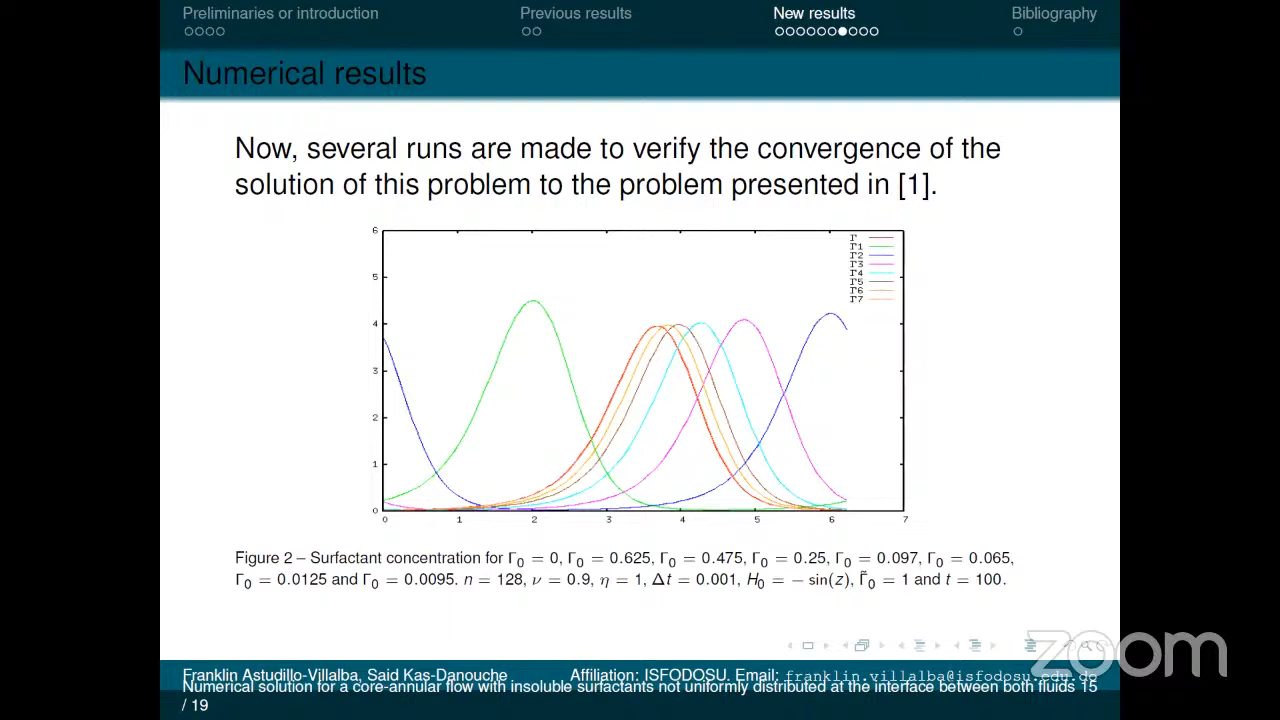 Preliminaries or introduction
Previous results
New results
Bibliography
Numerical results
Now, several runs are made to verify the convergence of the
solution of this problem to the problem presented in [1].
6
5
4
3
2
1
0
0 1 2 3 4 5 6 7
Γ
Γ1
Γ2
Γ3
Γ4
Γ5
Γ6
Γ7
Figure 2 – Surfactant concentration for Γ₀ = 0, Γ₀ = 0.625, Γ₀ = 0.475, Γ₀ = 0.25, Γ₀ = 0.097, Γ₀ = 0.065,
Γ₀ = 0.0125 and Γ₀ = 0.0095. n = 128, ν = 0.9, η = 1, Δt = 0.001, H₀ = − sin(z), Γ̃₀ = 1 and t = 100.
zoom
Franklin Astudillo-Villalba, Said Kas-Danouche Affiliation: ISFODOSU. Email: franklin.villalba@isfodosu.edu.do
Numerical solution for a core-annular flow with insoluble surfactants not uniformly distributed at the interface between both fluids 15
/ 19